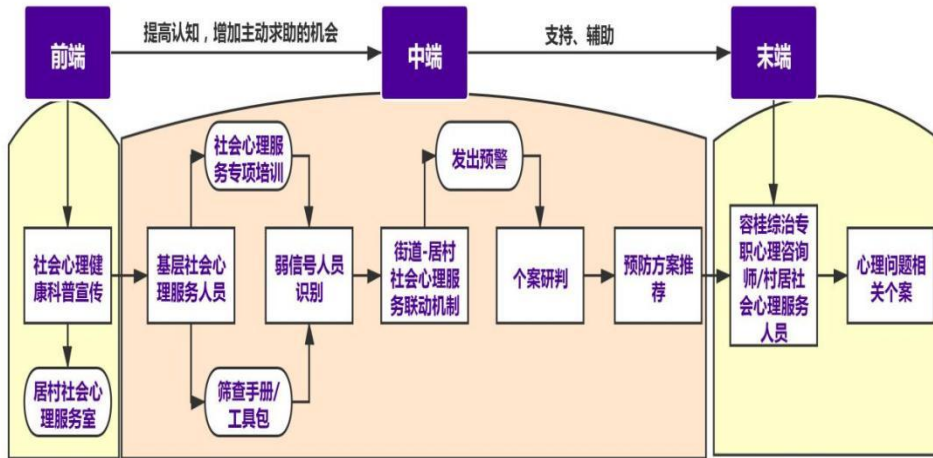 前端
提高认知，增加主动求助的机会
中端
支持、辅助
末端
社会心理服
务专项培训
发出预警
社会心理健
康科普宣传
基层社会心
理服务人员
弱信号人员
识别
街道-居村
社会心理服
务联动机制
个案研判
预防方案推
荐
容桂综治专
职心理咨询
师/村居社
会心理服务
人员
心理问题相
关个案
居村社会心
理服务室
筛查手册/
工具包